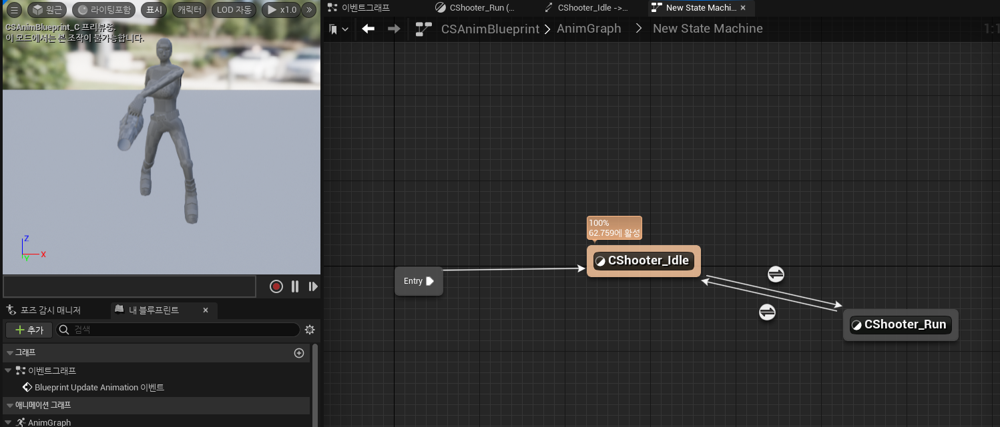 원근
라이팅포함
표시
캐릭터
LOD 자동
x1.0
CSAnimBlueprint_C 프리뷰중.
이 모드에서는 본 조작이 불가능합니다.
Z
X
Y
포즈 감시 매니저
내 블루프린트
추가
검색
그래프
이벤트그래프
Blueprint Update Animation 이벤트
애니메이션 그래프
AnimGraph
이벤트그래프
CShooter_Run (...
CShooter_Idle ->...
New State Machi...
CSAnimBlueprint
AnimGraph
New State Machine
1:1
100%
62.759에 활성
CShooter_Idle
Entry
CShooter_Run